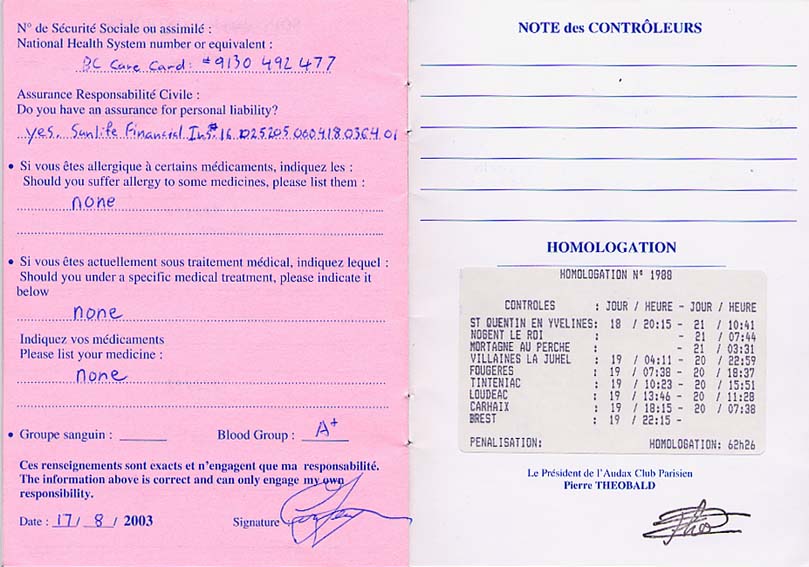 N° de Sécurité Sociale ou assimilé :
National Health System number or equivalent :
BC Care Card: #9130 492 477
Assurance Responsabilité Civile :
Do you have an assurance for personal liability?
yes. Sunlife Financial Ins# 16 025205.060418.0364.01
• Si vous êtes allergique à certains médicaments, indiquez les :
Should you suffer allergy to some medicines, please list them :
none
• Si vous êtes actuellement sous traitement médical, indiquez lequel :
Should you under a specific medical treatment, please indicate it
below
none
Indiquez vos médicaments
Please list your medicine :
none
• Groupe sanguin : Blood Group : A+
Ces renseignements sont exacts et n'engagent que ma responsabilité.
The information above is correct and can only engage my own
responsibility.
Date : 17/ 8 / 2003 Signature :
NOTE des CONTRÔLEURS
HOMOLOGATION
HOMOLOGATION N° 1988
CONTROLES : JOUR / HEURE - JOUR / HEURE
ST QUENTIN EN YVELINES: 18 / 20:15 - 21 / 10:41
NOGENT LE ROI : - 21 / 07:44
MORTAGNE AU PERCHE : - 21 / 03:31
VILLAINES LA JUHEL : 19 / 04:11 - 20 / 22:59
FOUGERES : 19 / 07:38 - 20 / 18:37
TINTENIAC : 19 / 10:23 - 20 / 15:51
LOUDEAC : 19 / 13:46 - 20 / 11:28
CARHAIX : 19 / 18:15 - 20 / 07:38
BREST : 19 / 22:15 -
PENALISATION: HOMOLOGATION: 62h26
Le Président de l'Audax Club Parisien
Pierre THEOBALD